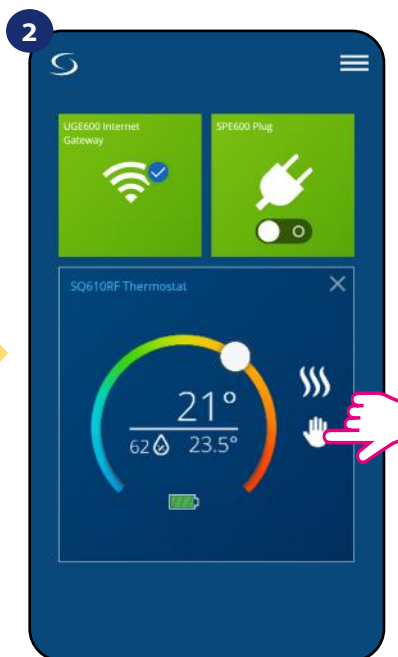 2
UGE600 Internet
Gateway
SPE600 Plug
SQ610RF Thermostat
21°
62 23.5°